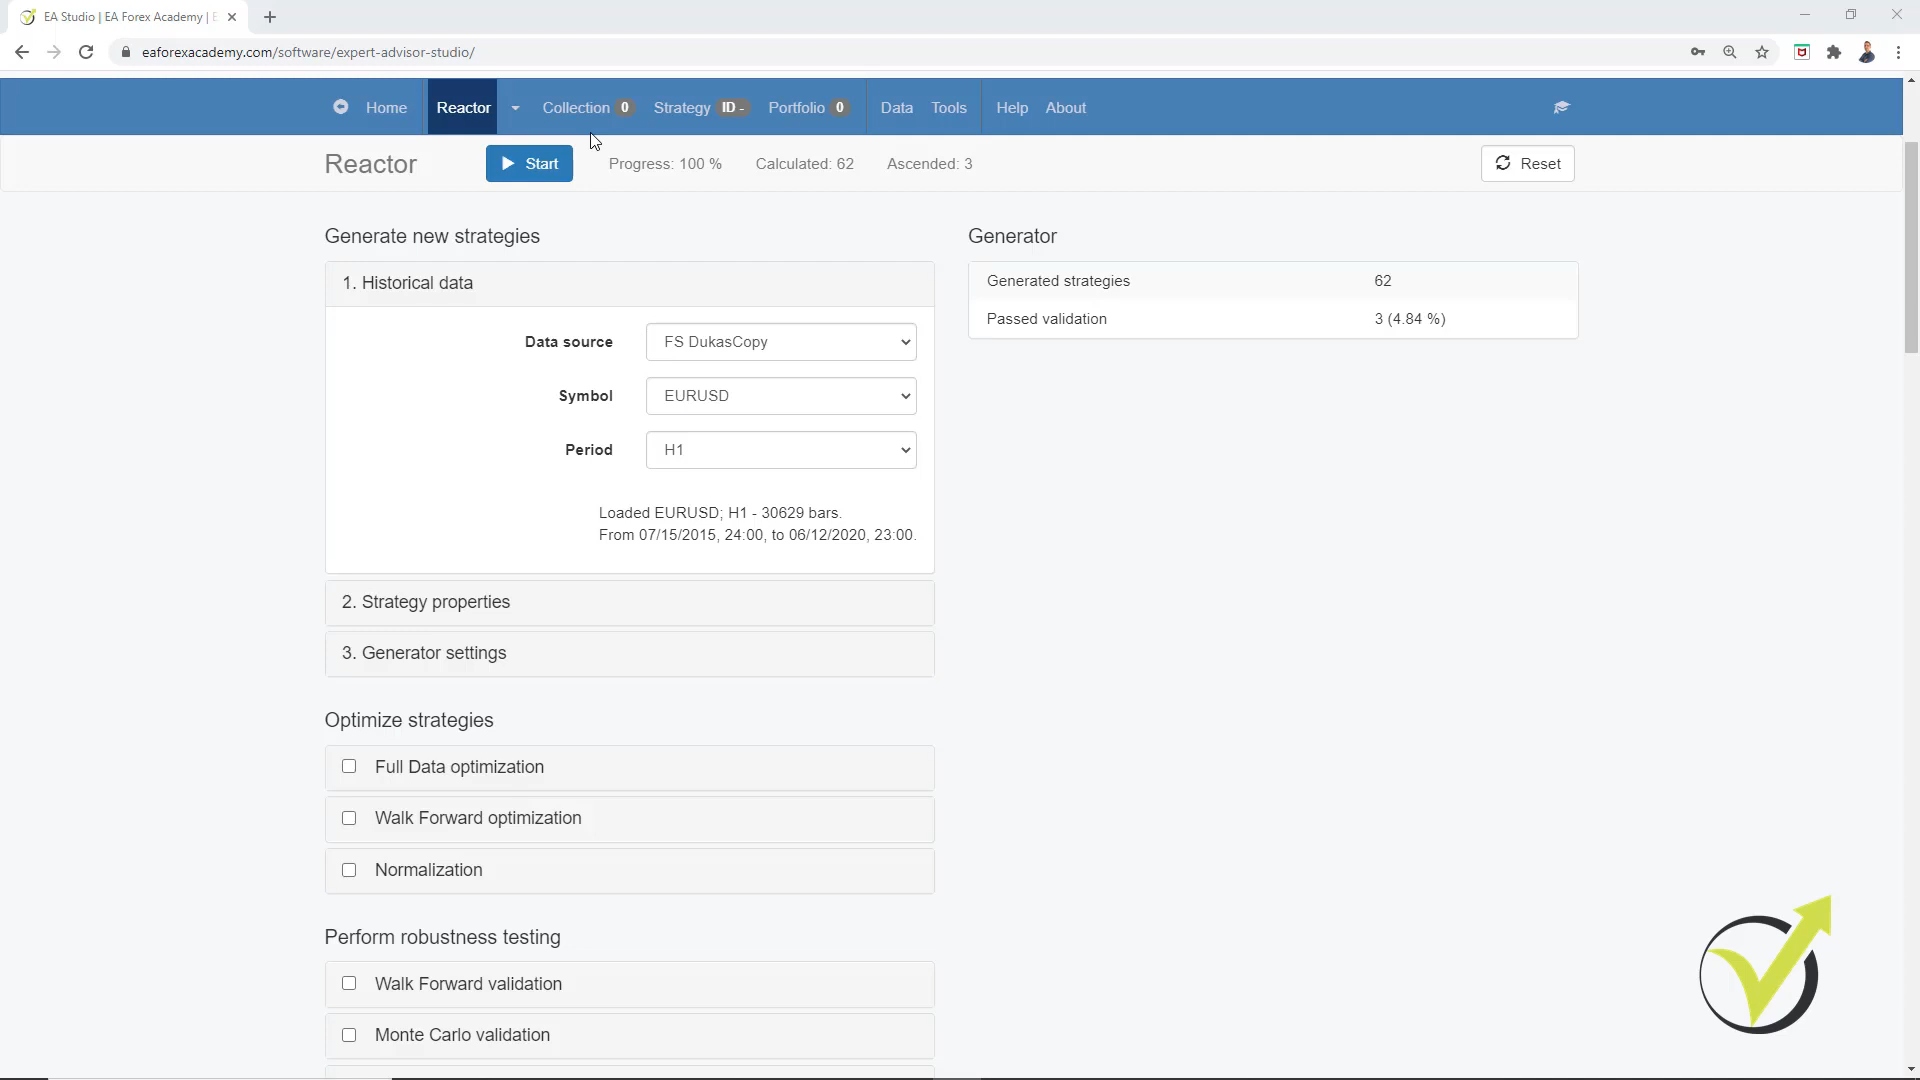 EA Studio | EA Forex Academy | E
eaforexacademy.com/software/expert-advisor-studio/
Home Reactor Collection 0 Strategy ID - Portfolio 0 Data Tools Help About
Reactor Start Progress: 100 % Calculated: 62 Ascended: 3 Reset
Generate new strategies
1. Historical data
Data source FS DukasCopy
Symbol EURUSD
Period H1
Loaded EURUSD; H1 - 30629 bars.
From 07/15/2015, 24:00, to 06/12/2020, 23:00.
2. Strategy properties
3. Generator settings
Optimize strategies
Full Data optimization
Walk Forward optimization
Normalization
Perform robustness testing
Walk Forward validation
Monte Carlo validation
Generator
Generated strategies 62
Passed validation 3 (4.84 %)